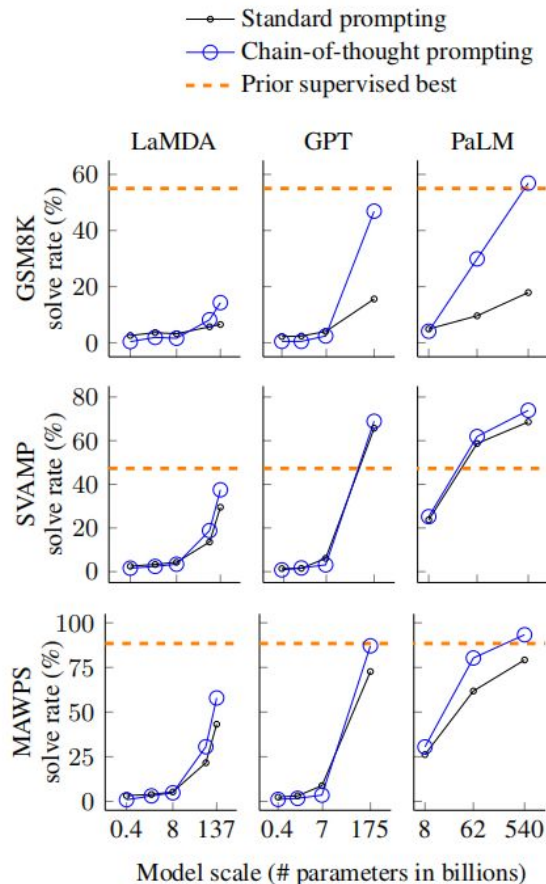 Standard prompting
Chain-of-thought prompting
Prior supervised best
LaMDA GPT PaLM
GSM8K
solve rate (%)
60
40
20
0
SVAMP
solve rate (%)
80
60
40
20
0
MAWPS
solve rate (%)
100
75
50
25
0
0.4 8 137 0.4 7 175 8 62 540
Model scale (# parameters in billions)